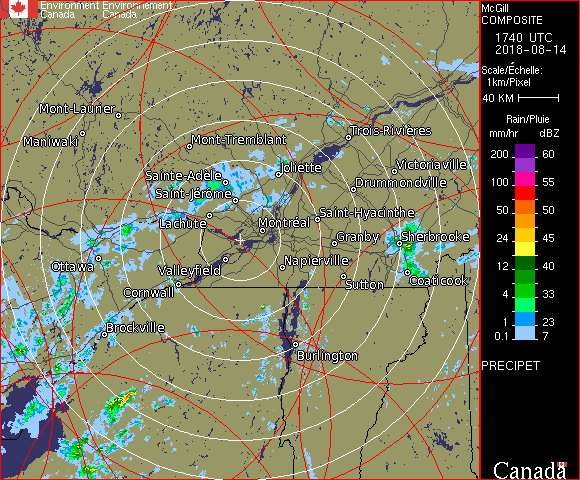 Environment Environnement
Canada Canada
McGill
COMPOSITE
1740 UTC
2018-08-14
Scale/Échelle:
1km/Pixel
40 KM
Rain/Pluie
mm/hr dBZ
200 60
100 55
50 50
24 45
12 40
4 33
1 23
0.1 7
PRECIPET
Canada
Mont-Laurier
Maniwaki
Mont-Tremblant
Trois-Rivières
Sainte-Adèle
Joliette
Victoriaville
Saint-Jérôme
Drummondville
Lachute
Montréal
Saint-Hyacinthe
Granby
Sherbrooke
Ottawa
Valleyfield
Napierville
Cornwall
Sutton
Coaticook
Brockville
Burlington